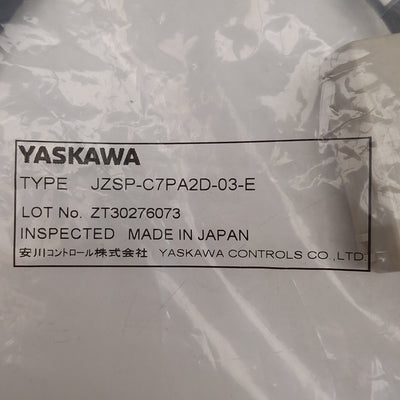 YASKAWA
TYPE JZSP-C7PA2D-03-E
LOT No. ZT30276073
INSPECTED MADE IN JAPAN
安川コントロール株式会社 YASKAWA CONTROLS CO.,LTD.